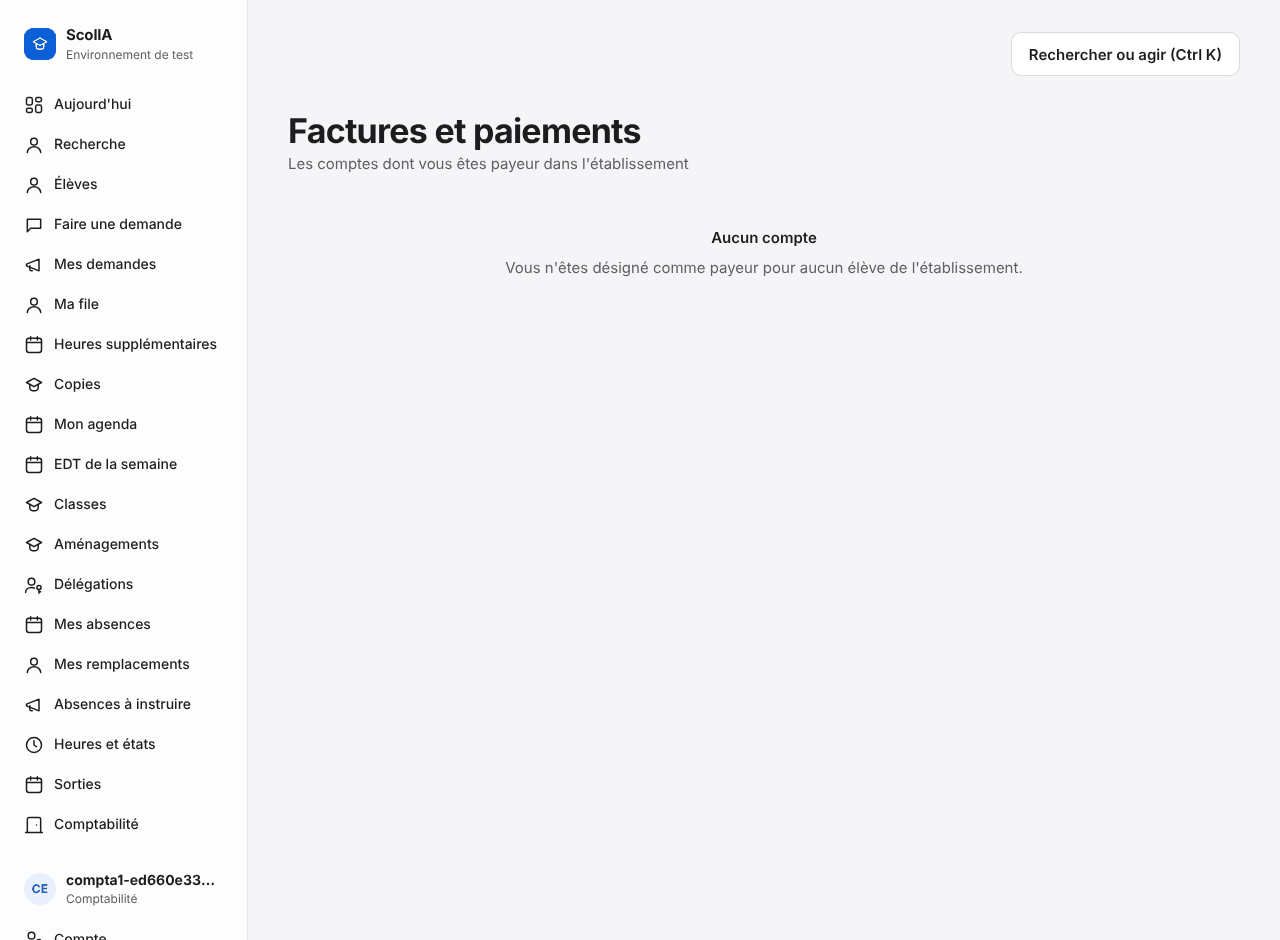 ScolIA
Environnement de test
Aujourd'hui
Recherche
Élèves
Faire une demande
Mes demandes
Ma file
Heures supplémentaires
Copies
Mon agenda
EDT de la semaine
Classes
Aménagements
Délégations
Mes absences
Mes remplacements
Absences à instruire
Heures et états
Sorties
Comptabilité
CE
compta1-ed660e33...
Comptabilité
Compte
Rechercher ou agir (Ctrl K)
Factures et paiements
Les comptes dont vous êtes payeur dans l'établissement
Aucun compte
Vous n'êtes désigné comme payeur pour aucun élève de l'établissement.